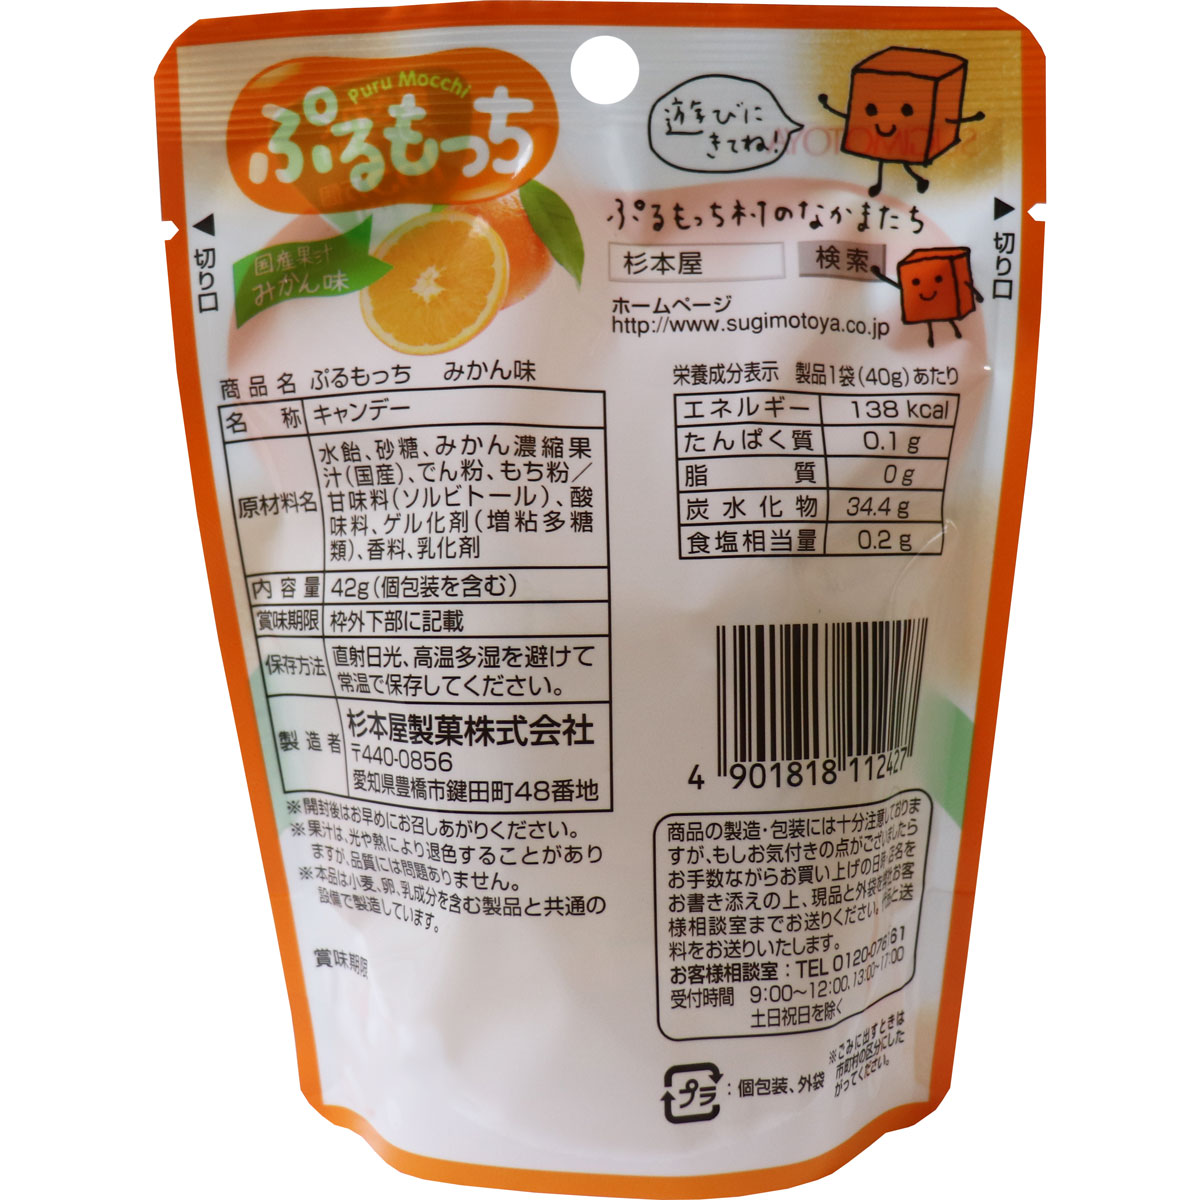 Puru Mocchi
ぷるもっち
国産果汁
みかん味
遊びに
きてね!
ぷるもっち村のなかまたち
杉本屋 検索
ホームページ
http://www.sugimotoya.co.jp
◀切り口
▶切り口
商品名 ぷるもっち みかん味
名称 キャンデー
原材料名 水飴、砂糖、みかん濃縮果
汁(国産)、でん粉、もち粉/
甘味料(ソルビトール)、酸
味料、ゲル化剤(増粘多糖
類)、香料、乳化剤
内容量 42g(個包装を含む)
賞味期限 枠外下部に記載
保存方法 直射日光、高温多湿を避けて
常温で保存してください。
製造者 杉本屋製菓株式会社
〒440-0856
愛知県豊橋市鍵田町48番地
※開封後はお早めにお召しあがりください。
※果汁は、光や熱により退色することがあり
ますが、品質には問題ありません。
※本品は小麦、卵、乳成分を含む製品と共通の
設備で製造しています。
賞味期限
栄養成分表示 製品1袋(40g)あたり
エネルギー 138 kcal
たんぱく質 0.1 g
脂質 0 g
炭水化物 34.4 g
食塩相当量 0.2 g
4 901818 112427
商品の製造・包装には十分注意しておりま
すが、もしお気付きの点がございましたら
お手数ながらお買い上げの日時・店名を
お書き添えの上、現品と外袋を弊社お客
様相談室までお送りください。代品と送
料をお送りいたします。
お客様相談室:TEL 0120-076161
受付時間 9:00~12:00、13:00~17:00
土日祝日を除く
プラ:個包装、外袋
※ごみに出すときは
市町村の区分にした
がってください。